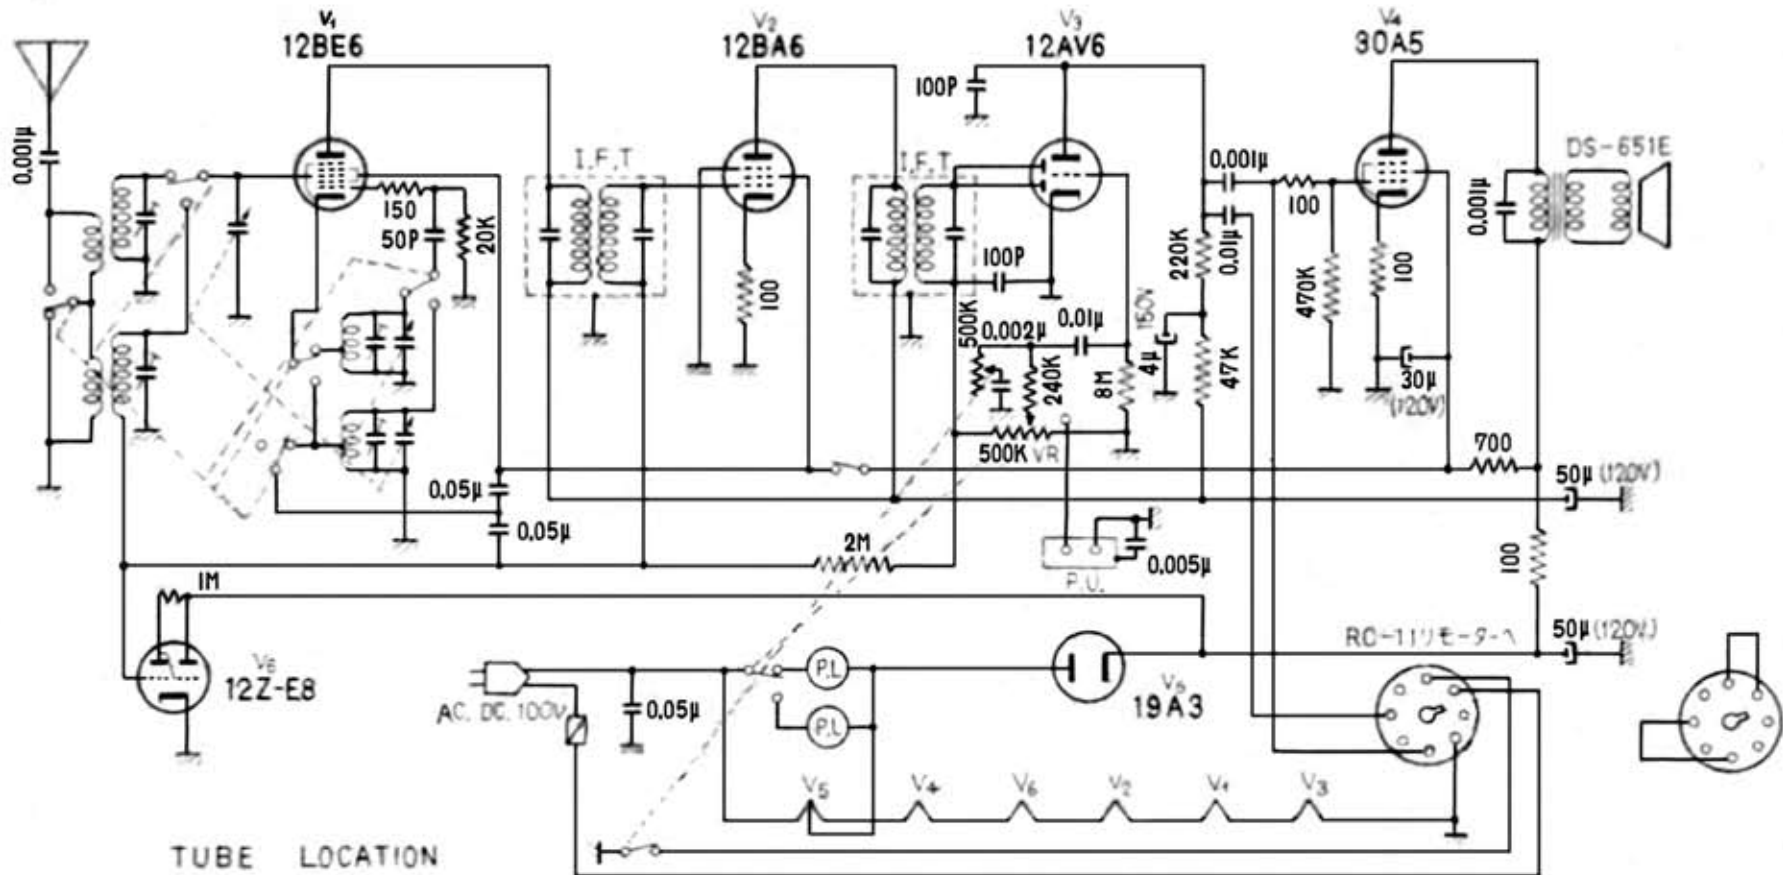 V1
12BE6
V2
12BA6
V3
12AV6
V4
30A5
0.001μ
150
50P
20K
I.F.T
100
I.F.T
100P
100P
500K
0.002μ
0.01μ
240K
8M
500K VR
150V
4μ
220K
0.001μ
0.01μ
47K
100
470K
100
30μ
(120V)
0.001μ
DS-651E
700
50μ (120V)
0.05μ
0.05μ
2M
P.U.
0.005μ
100
1M
V6
12Z-E8
AC. DC. 100V
0.05μ
P.L
P.L
V5
19A3
RC-11リモーターヘ
50μ (120V)
V5
V4
V6
V2
V1
V3
TUBE LOCATION